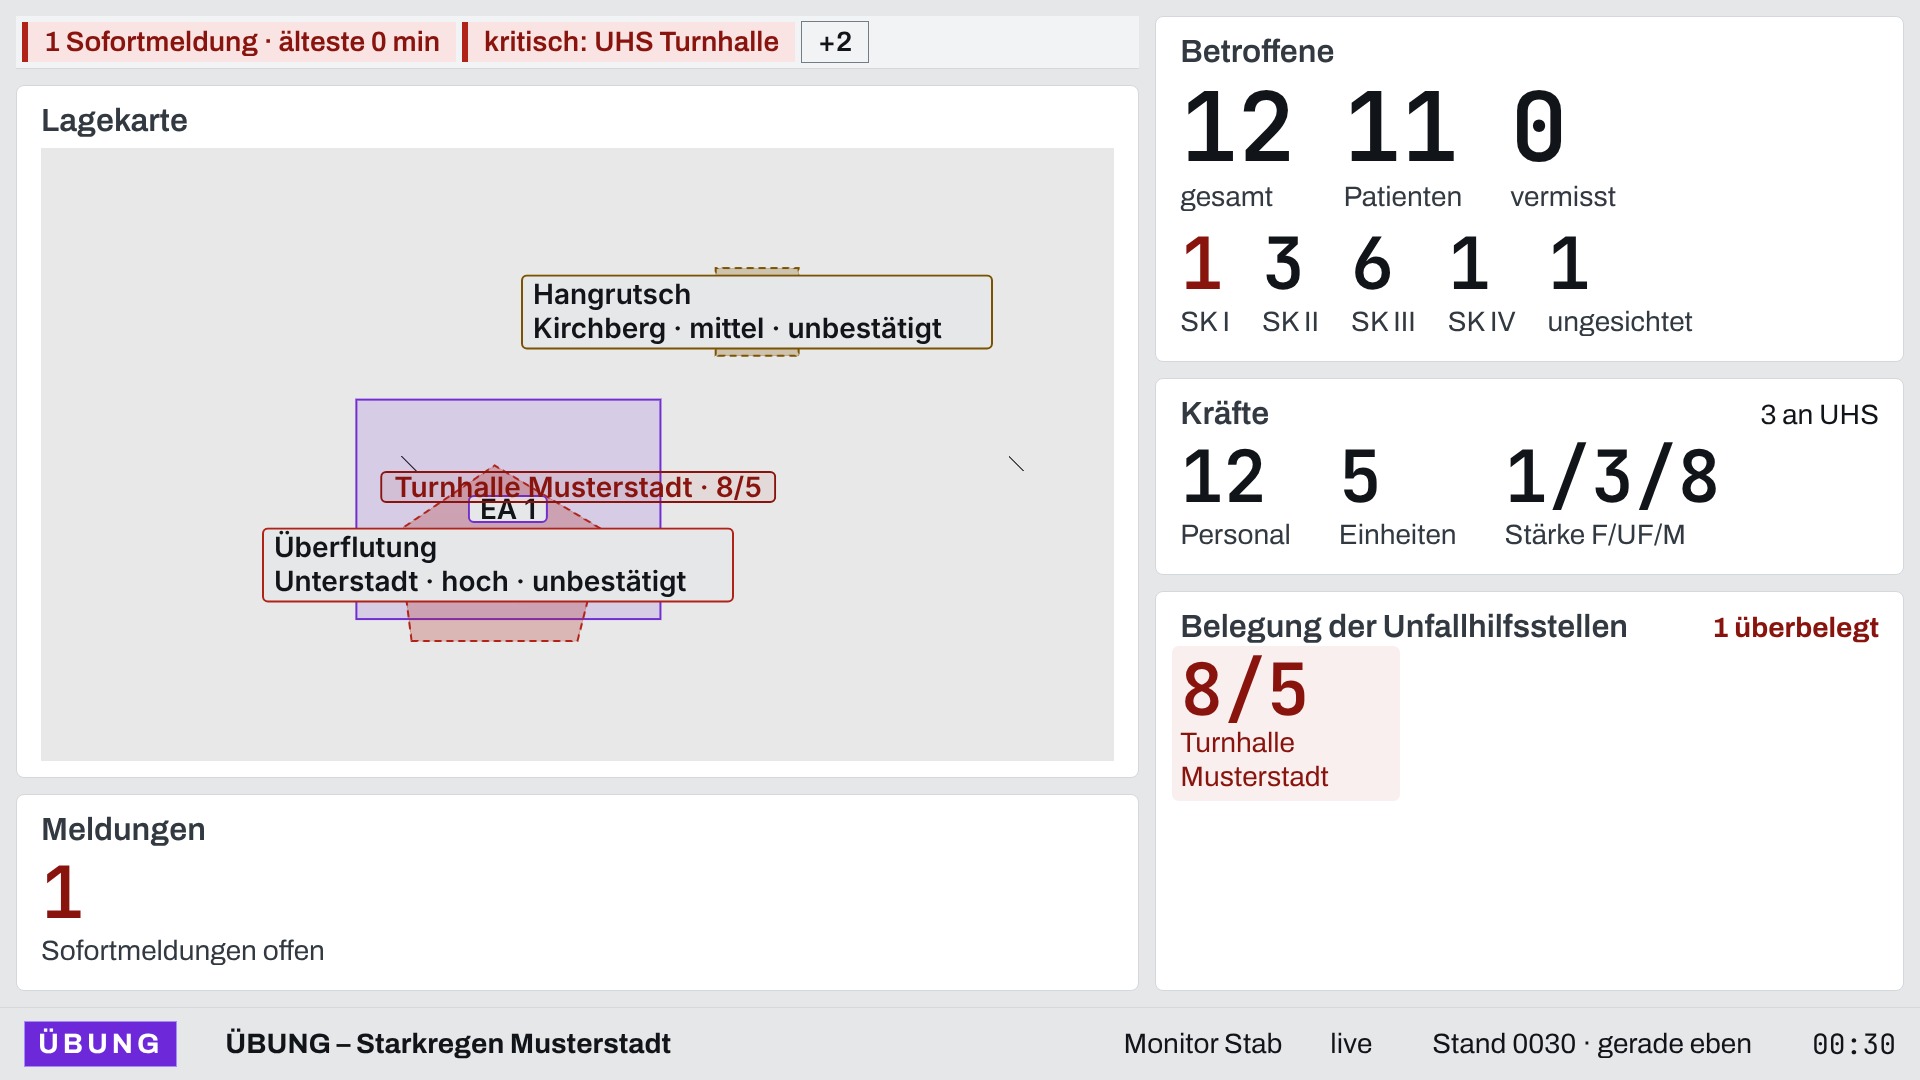 1 Sofortmeldung · älteste 0 min
kritisch: UHS Turnhalle
+2
Lagekarte
Hangrutsch
Kirchberg · mittel · unbestätigt
Turnhalle Musterstadt · 8/5
EA 1
Überflutung
Unterstadt · hoch · unbestätigt
Meldungen
1
Sofortmeldungen offen
Betroffene
12 11 0
gesamt Patienten vermisst
1 3 6 1 1
SK I SK II SK III SK IV ungesichtet
Kräfte 3 an UHS
12 5 1/3/8
Personal Einheiten Stärke F/UF/M
Belegung der Unfallhilfsstellen 1 überbelegt
8/5
Turnhalle
Musterstadt
ÜBUNG ÜBUNG – Starkregen Musterstadt Monitor Stab live Stand 0030 · gerade eben 00:30